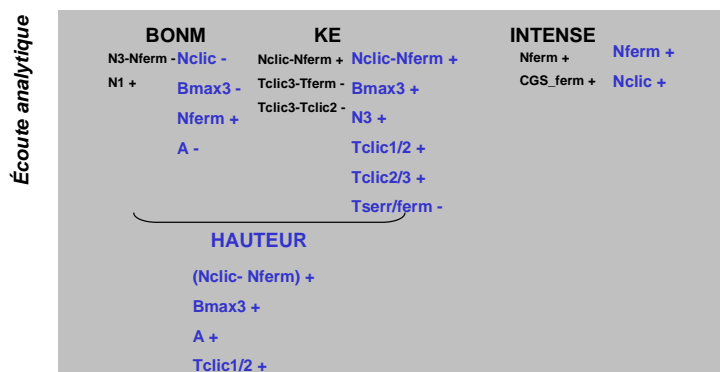 Écoute analytique
BONM
N3-Nferm -
N1 +
Nclic -
Bmax3 -
Nferm +
A -
KE
Nclic-Nferm +
Tclic3-Tferm -
Tclic3-Tclic2 -
Nclic-Nferm +
Bmax3 +
N3 +
Tclic1/2 +
Tclic2/3 +
Tserr/ferm -
INTENSE
Nferm +
CGS_ferm +
Nferm +
Nclic +
HAUTEUR
(Nclic- Nferm) +
Bmax3 +
A +
Tclic1/2 +